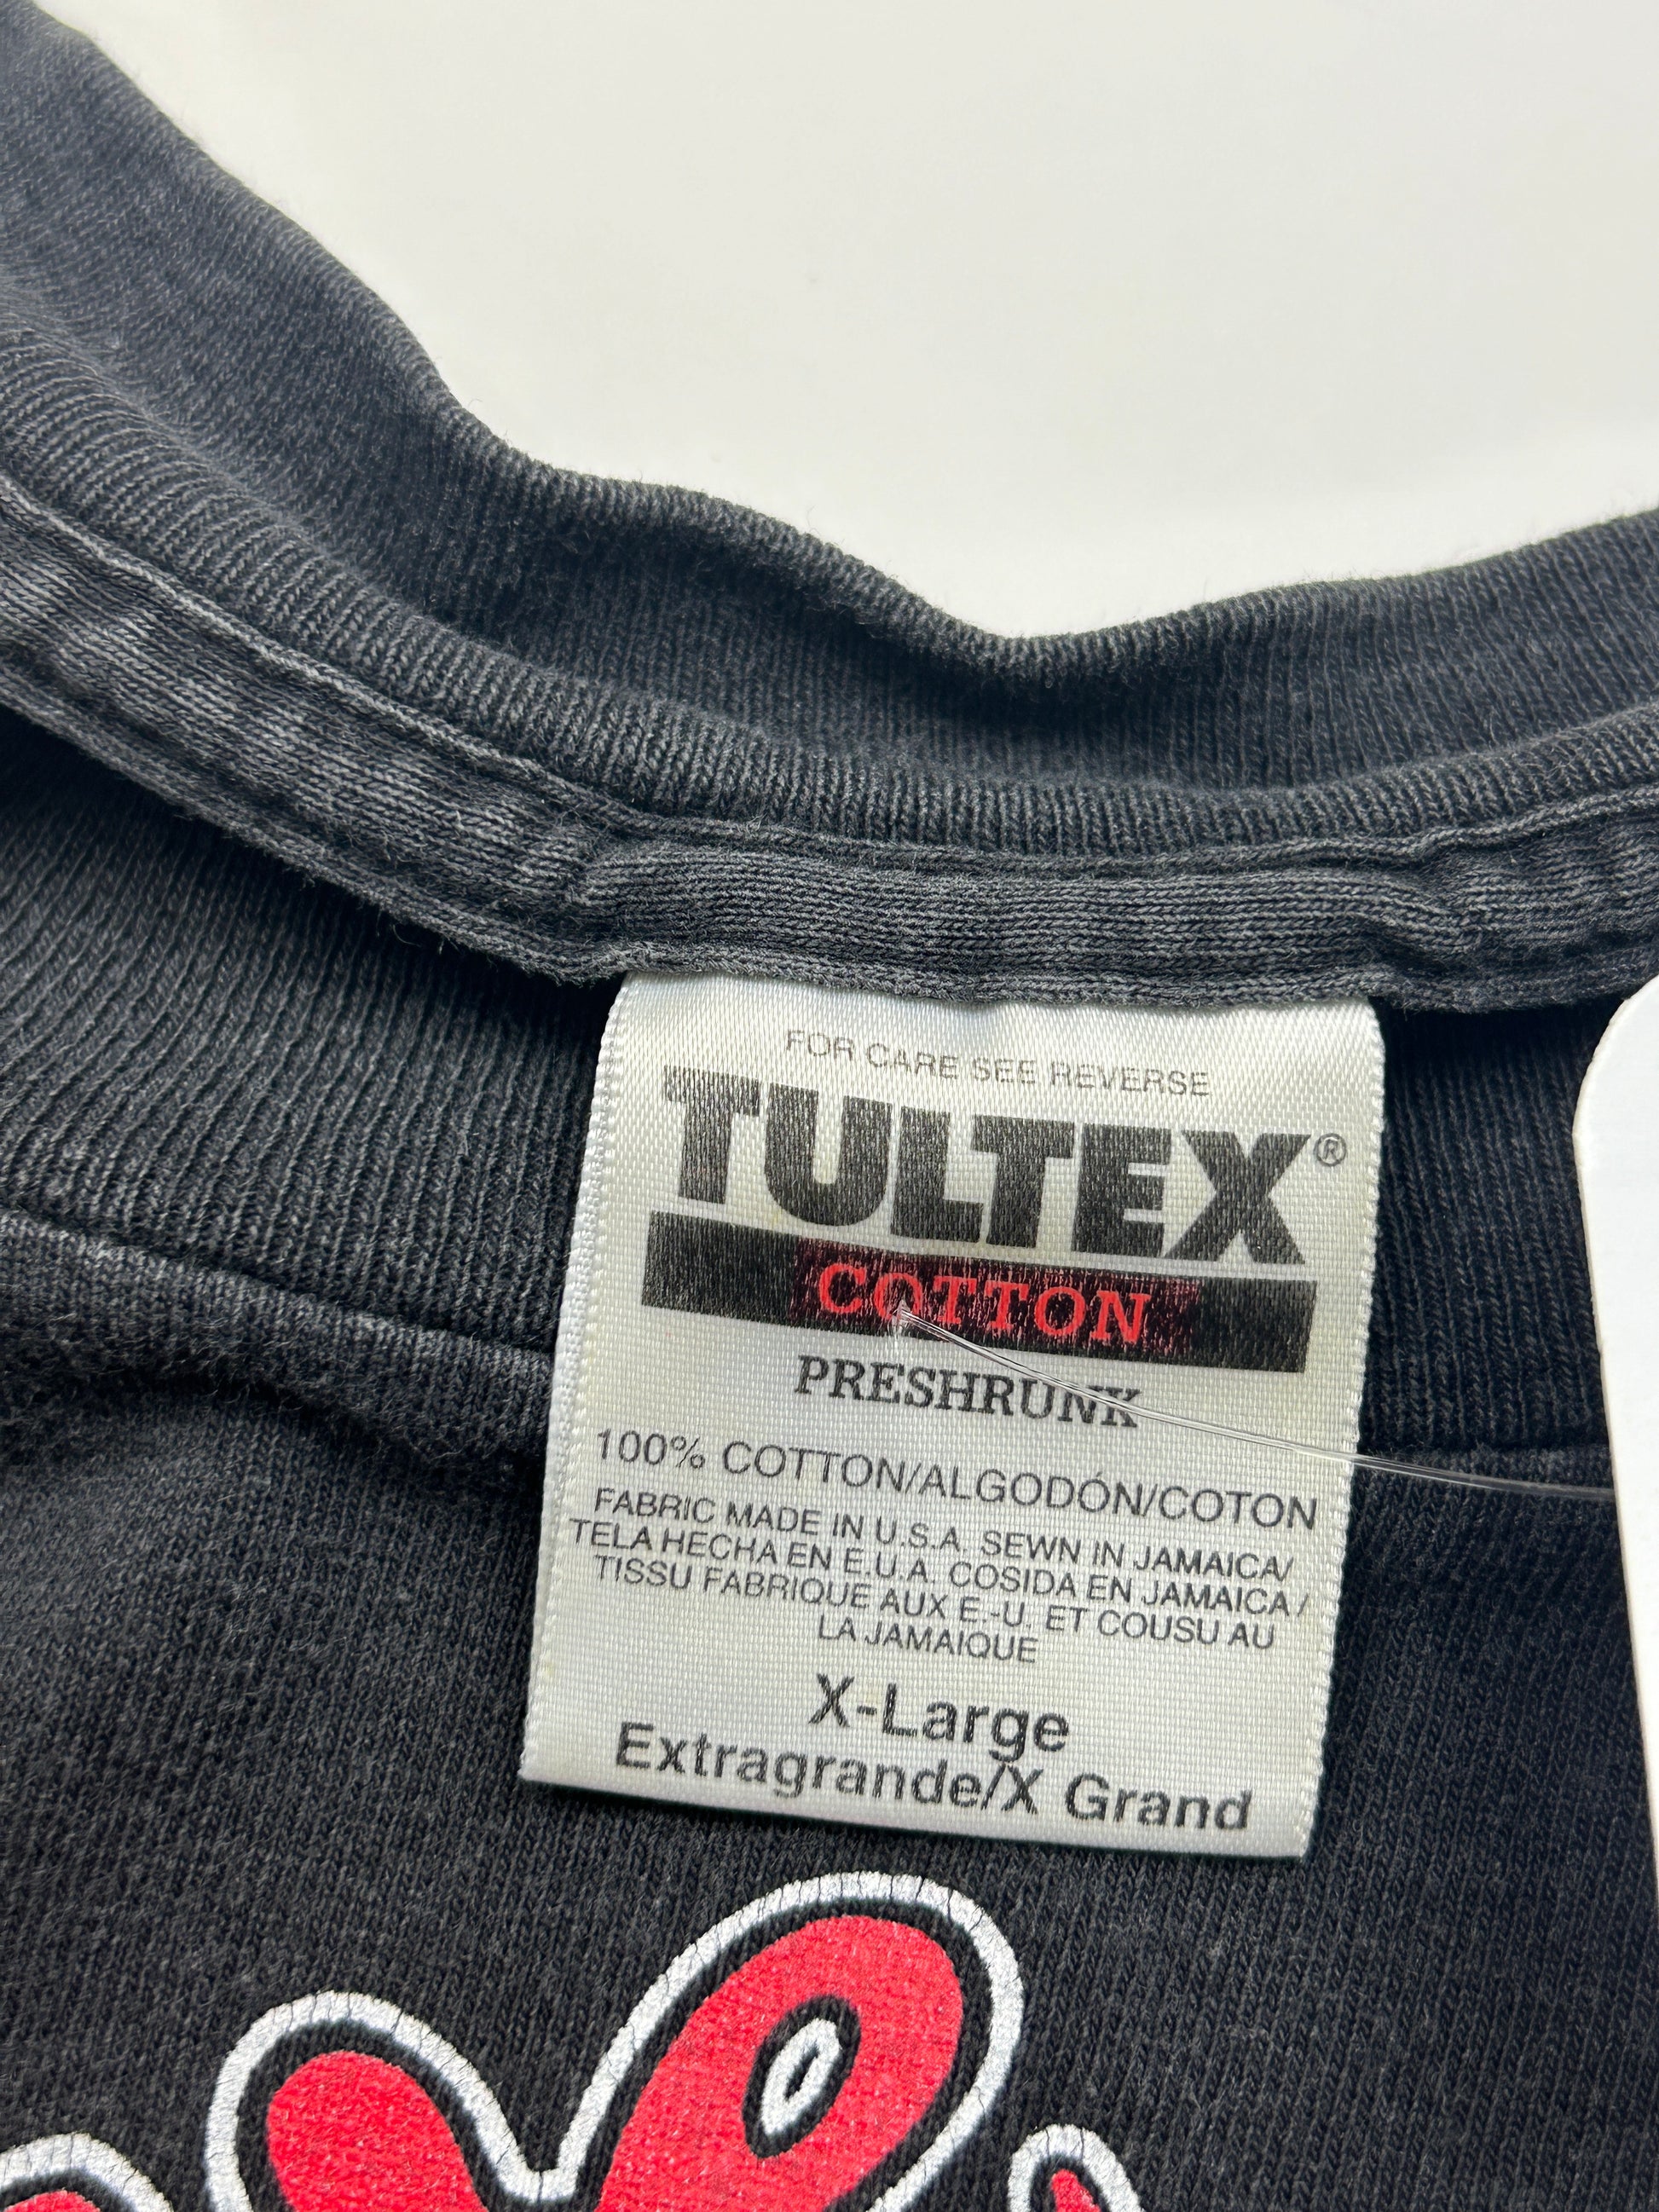 FOR CARE SEE REVERSE
TULTEX®
COTTON
PRESHRUNK
100% COTTON/ALGODÓN/COTON
FABRIC MADE IN U.S.A. SEWN IN JAMAICA/
TELA HECHA EN E.U.A. COSIDA EN JAMAICA /
TISSU FABRIQUE AUX E.-U. ET COUSU AU
LA JAMAIQUE
X-Large
Extragrande/X Grand